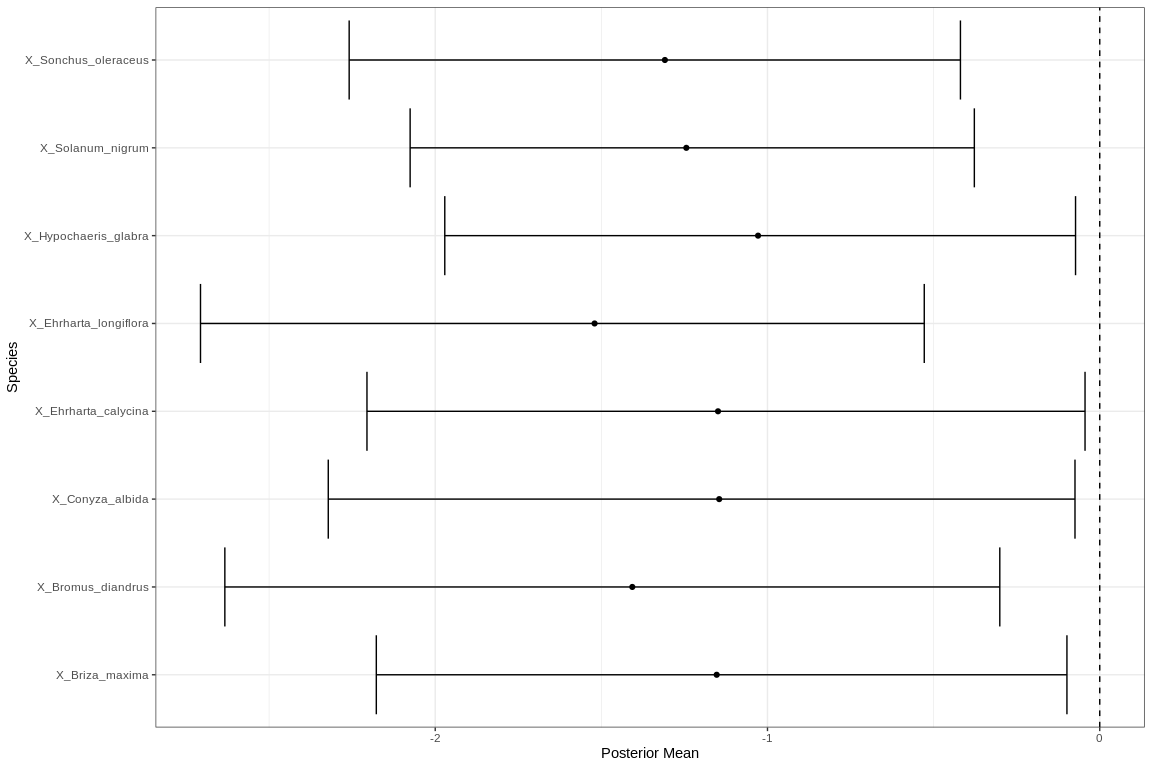 X_Sonchus_oleraceus
X_Solanum_nigrum
X_Hypochaeris_glabra
X_Ehrharta_longiflora
X_Ehrharta_calycina
X_Conyza_albida
X_Bromus_diandrus
X_Briza_maxima
Species
-2 -1 0
Posterior Mean